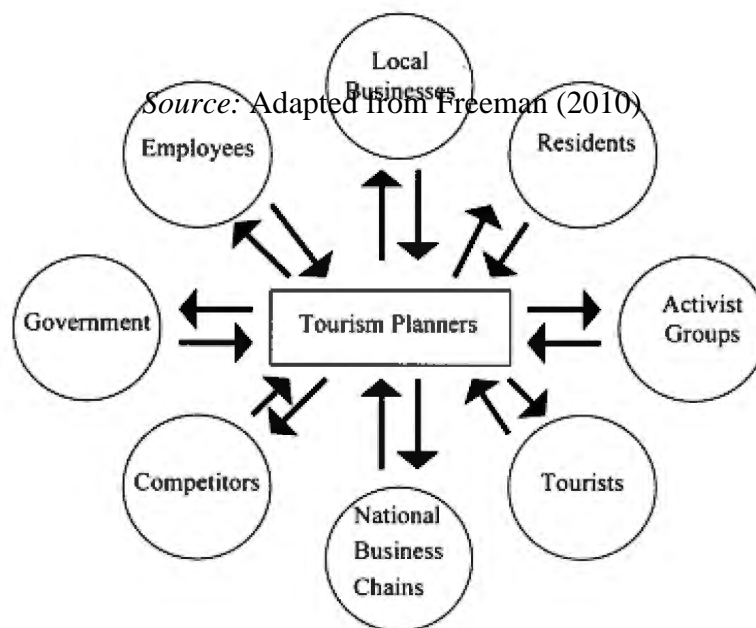 Local
Businesses
Source: Adapted from Freeman (2010)
Employees
Residents
Government
Tourism Planners
Activist
Groups
Competitors
Tourists
National
Business
Chains